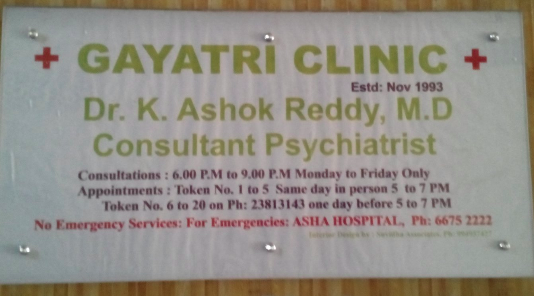 GAYATRI CLINIC
Estd: Nov 1993
Dr. K. Ashok Reddy, M.D
Consultant Psychiatrist
Consultations : 6.00 P.M to 9.00 P.M Monday to Friday Only
Appointments : Token No. 1 to 5 Same day in person 5 to 7 PM
Token No. 6 to 20 on Ph: 23813143 one day before 5 to 7 PM
No Emergency Services: For Emergencies: ASHA HOSPITAL, Ph: 6675 2222